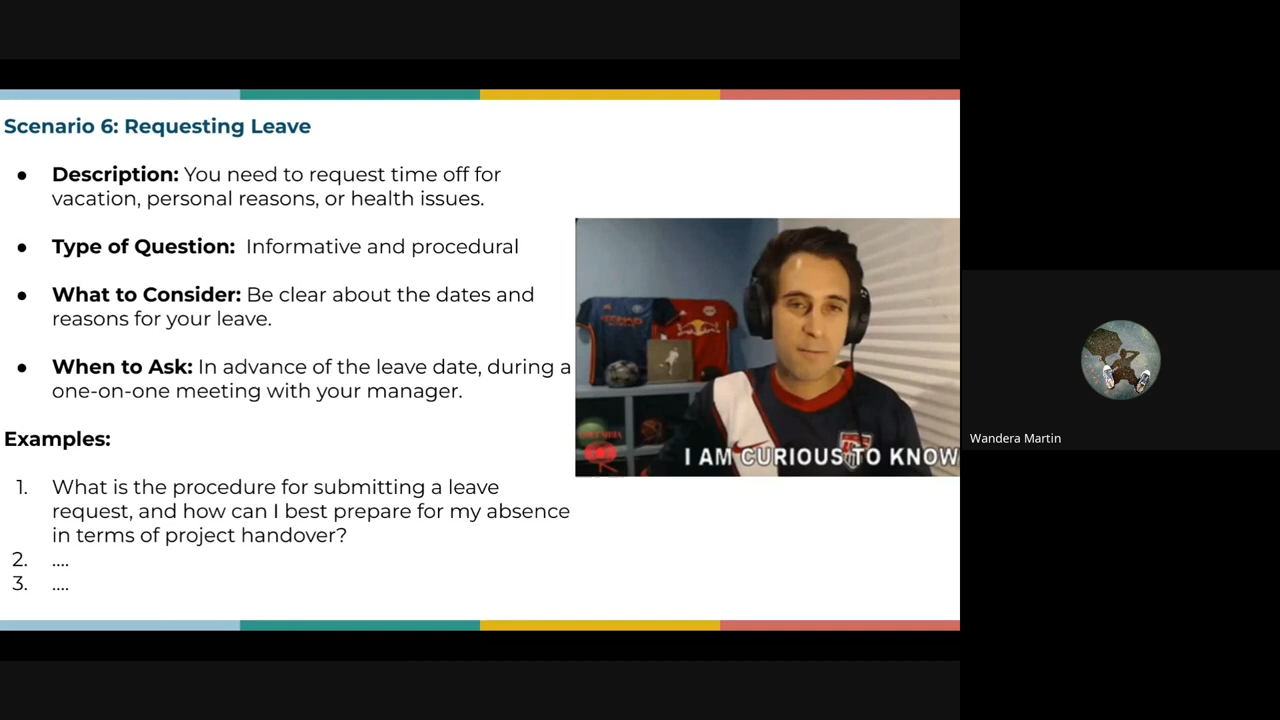 Scenario 6: Requesting Leave
● Description: You need to request time off for
vacation, personal reasons, or health issues.
● Type of Question: Informative and procedural
● What to Consider: Be clear about the dates and
reasons for your leave.
● When to Ask: In advance of the leave date, during a
one-on-one meeting with your manager.
Examples:
1. What is the procedure for submitting a leave
request, and how can I best prepare for my absence
in terms of project handover?
2. ....
3. ....
I AM CURIOUS TO KNOW
Wandera Martin